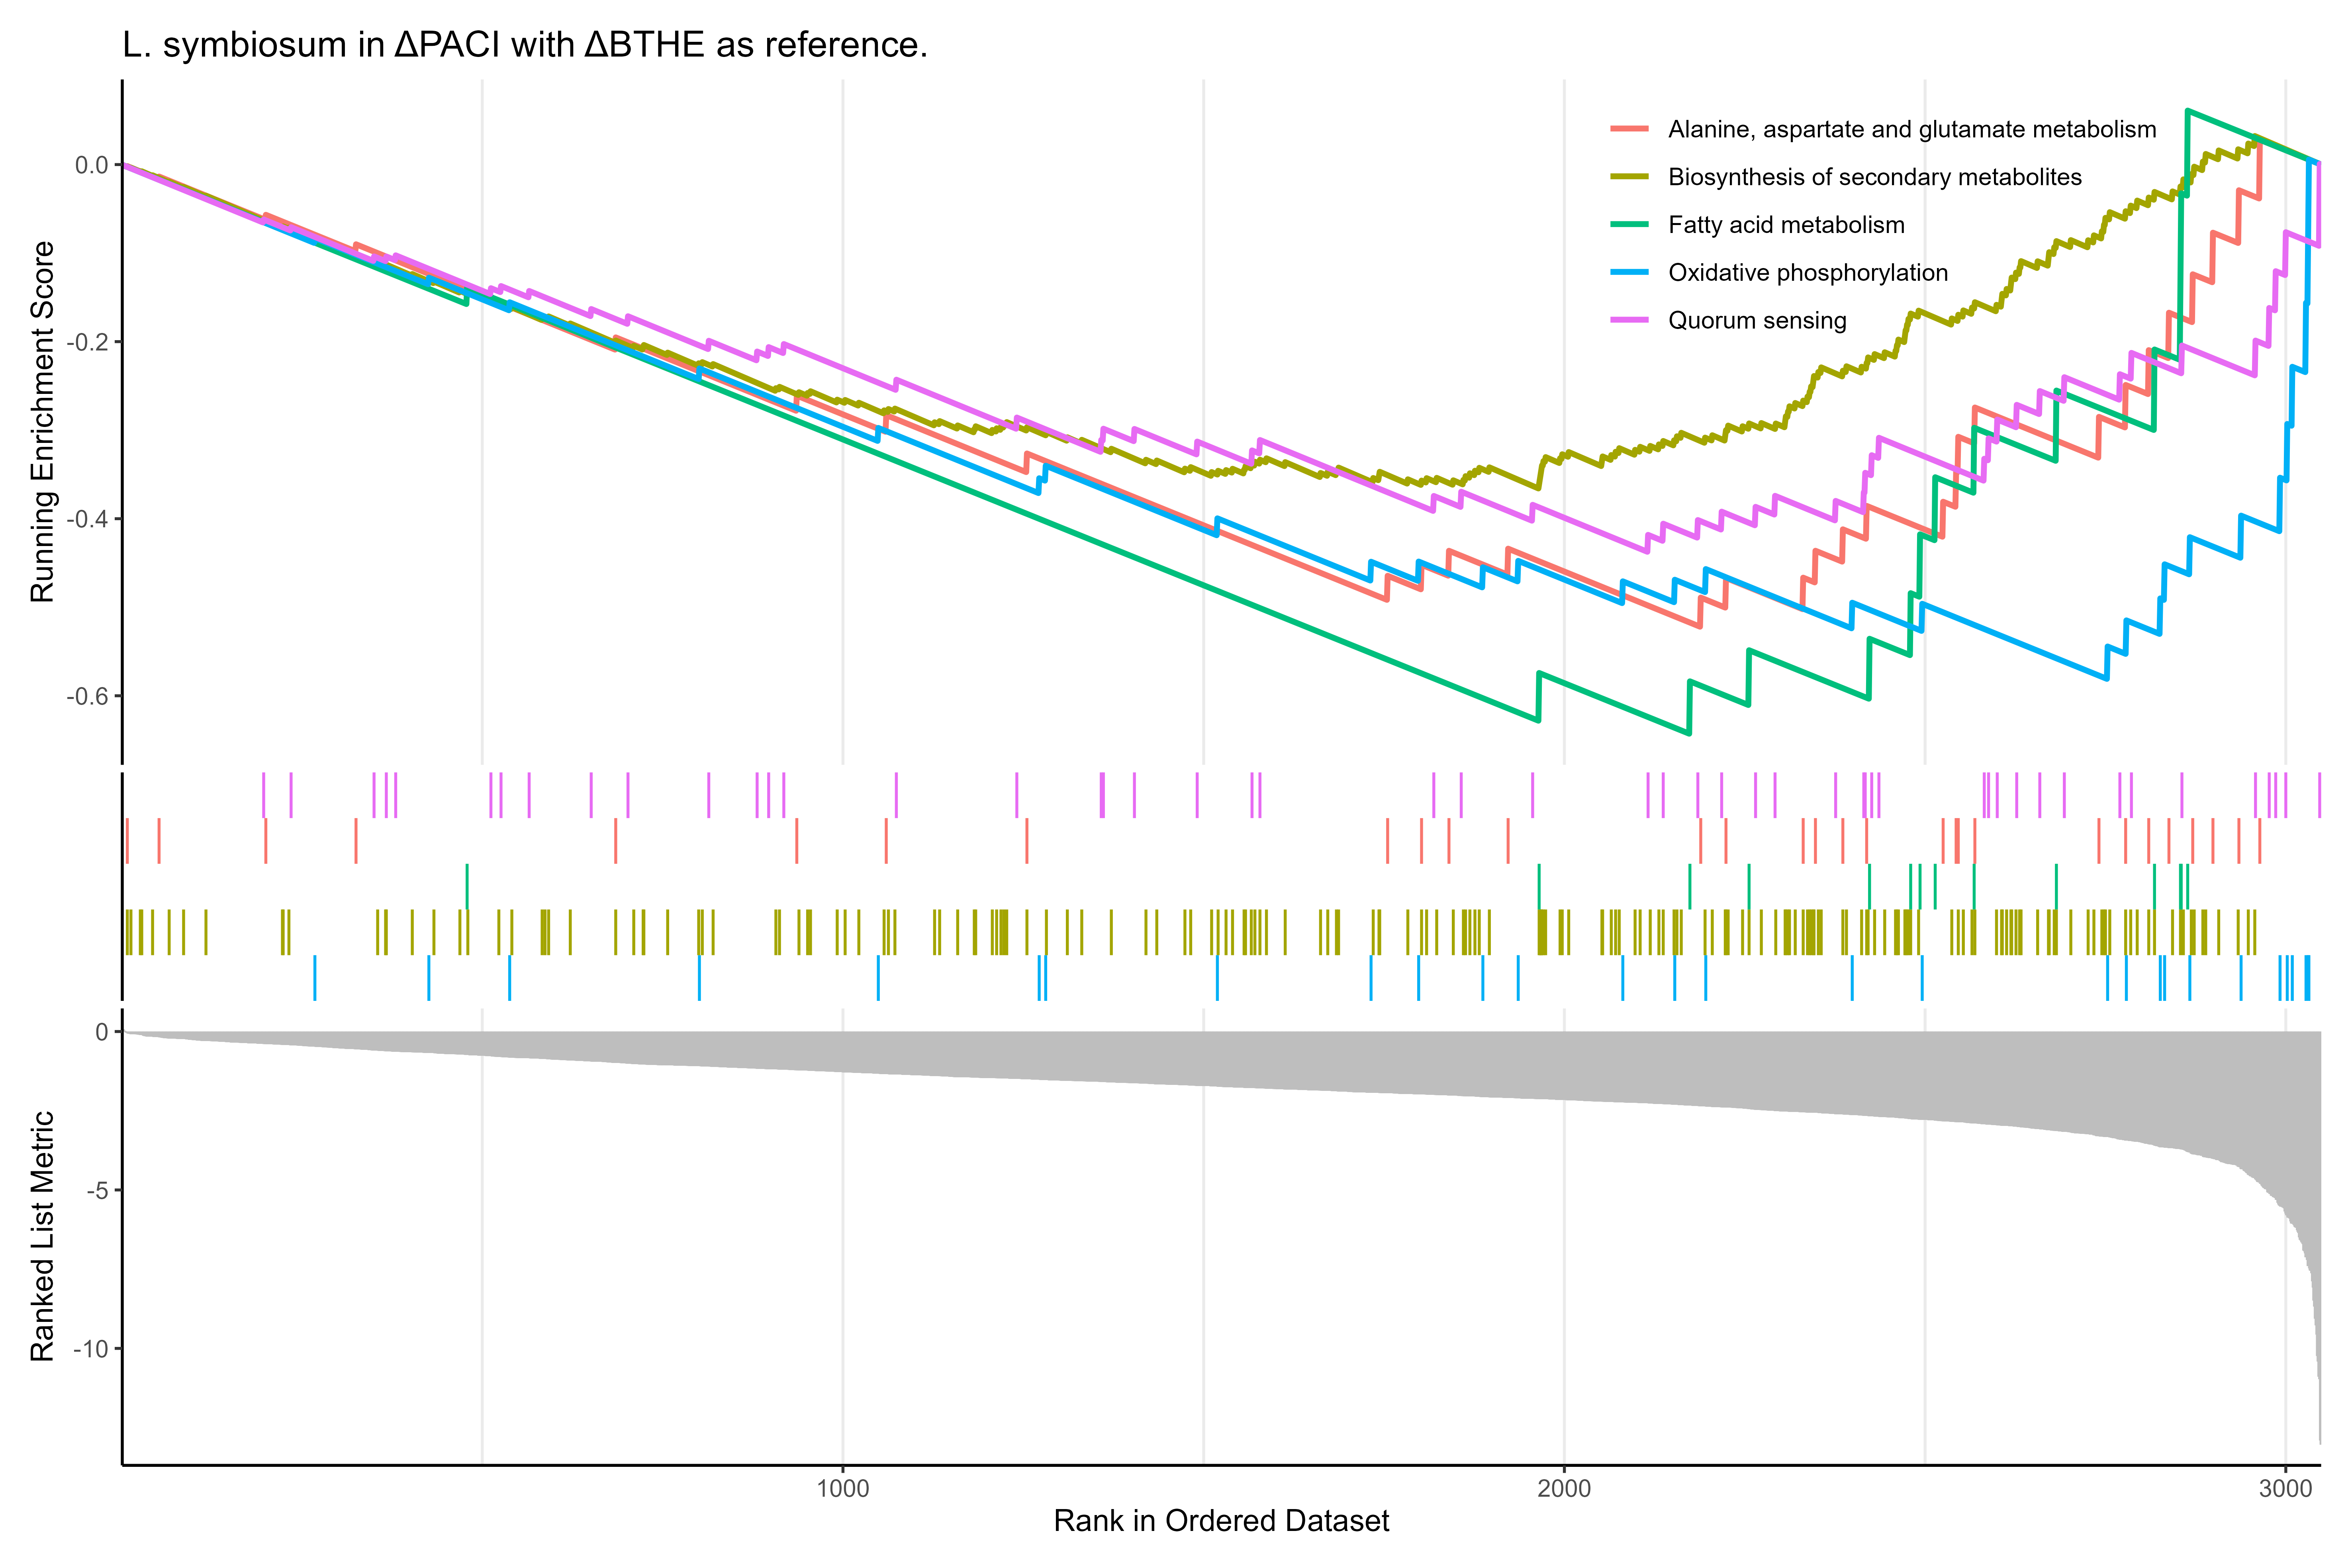 L. symbiosum in ΔPACI with ΔBTHE as reference.
Running Enrichment Score
0.0
-0.2
-0.4
-0.6
Alanine, aspartate and glutamate metabolism
Biosynthesis of secondary metabolites
Fatty acid metabolism
Oxidative phosphorylation
Quorum sensing
Ranked List Metric
0
-5
-10
1000
2000
3000
Rank in Ordered Dataset